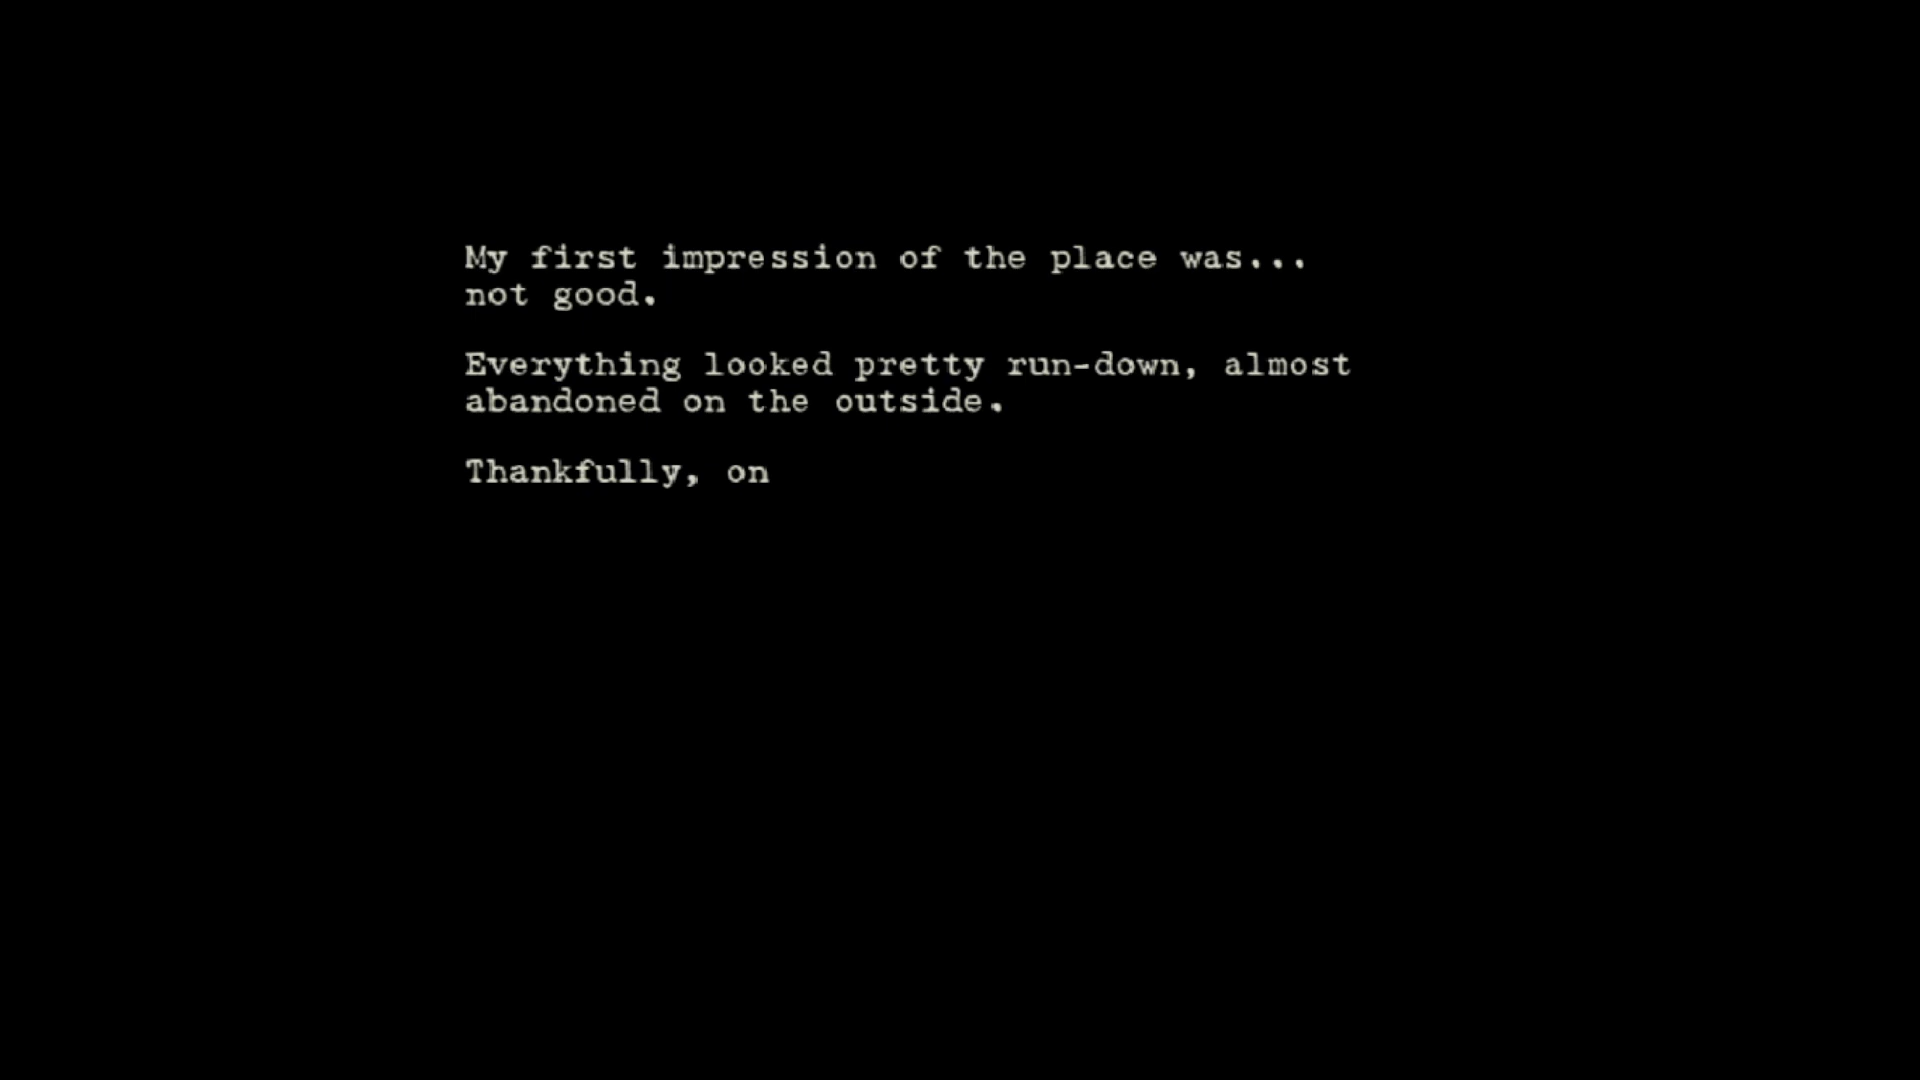 My first impression of the place was...
not good.
Everything looked pretty run-down, almost
abandoned on the outside.
Thankfully, on